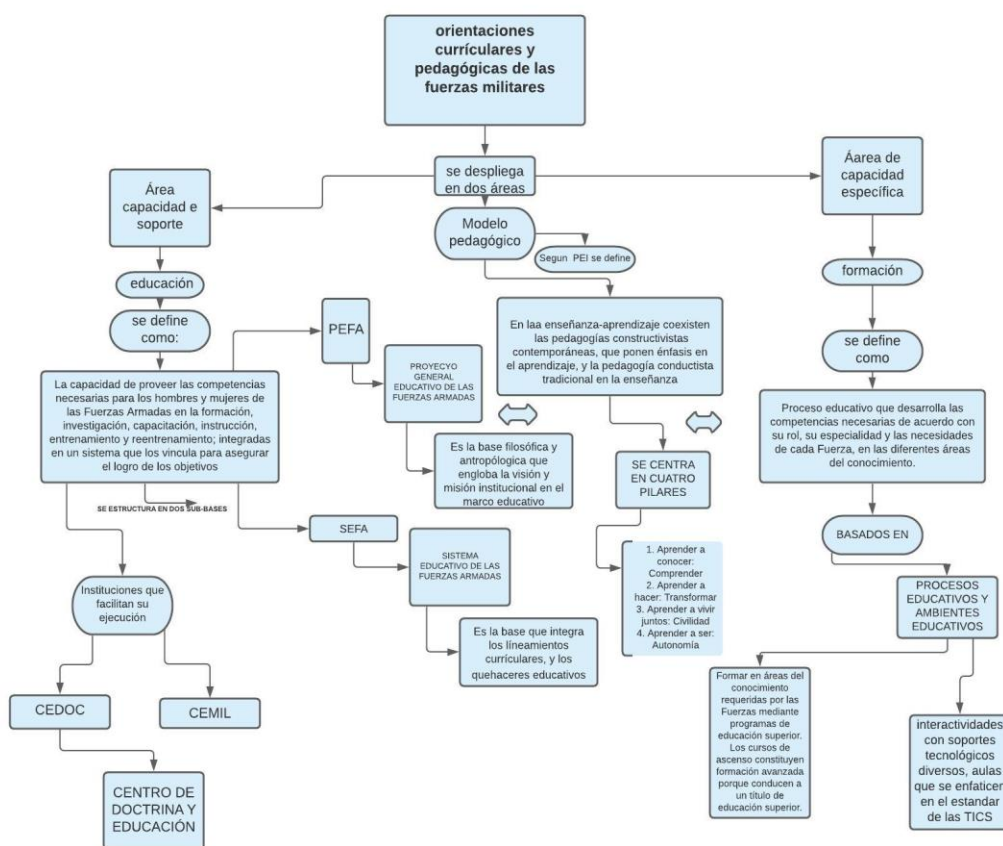 orientaciones
currículares y
pedagógicas de las
fuerzas militares
se despliega
en dos áreas
Área
capacidad e
soporte
Áarea de
capacidad
específica
Modelo
pedagógico
Segun PEI se define
educación
formación
se define
como:
PEFA
En laa enseñanza-aprendizaje coexisten
las pedagogías constructivistas
contemporáneas, que ponen énfasis en
el aprendizaje, y la pedagogía conductista
tradicional en la enseñanza
se define
como
PROYECYO
GENERAL
EDUCATIVO DE LAS
FUERZAS ARMADAS
La capacidad de proveer las competencias
necesarias para los hombres y mujeres de
las Fuerzas Armadas en la formación,
investigación, capacitación, instrucción,
entrenamiento y reentrenamiento; integradas
en un sistema que los vincula para asegurar
el logro de los objetivos
Proceso educativo que desarrolla las
competencias necesarias de acuerdo con
su rol, su especialidad y las necesidades
de cada Fuerza, en las diferentes áreas
del conocimiento.
Es la base filosófica y
antropólogica que
engloba la visión y
misión institucional en el
marco educativo
SE CENTRA
EN CUATRO
PILARES
SE ESTRUCTURA EN DOS SUB-BASES
SEFA
BASADOS EN
SISTEMA
EDUCATIVO DE LAS
FUERZAS ARMADAS
1. Aprender a
conocer:
Comprender
2. Aprender a
hacer: Transformar
3. Aprender a vivir
juntos: Civilidad
4. Aprender a ser:
Autonomía
Instituciones que
facilitan su
ejecución
PROCESOS
EDUCATIVOS Y
AMBIENTES
EDUCATIVOS
Es la base que integra
los líneamientos
currículares, y los
quehaceres educativos
CEDOC
CEMIL
Formar en áreas del
conocimiento
requeridas por las
Fuerzas mediante
programas de
educación superior.
Los cursos de
ascenso constituyen
formación avanzada
porque conducen a
un título de
educación superior.
interactividades
con soportes
tecnológicos
diversos, aulas
que se enfaticen
en el estandar
de las TICS
CENTRO DE
DOCTRINA Y
EDUCACIÓN